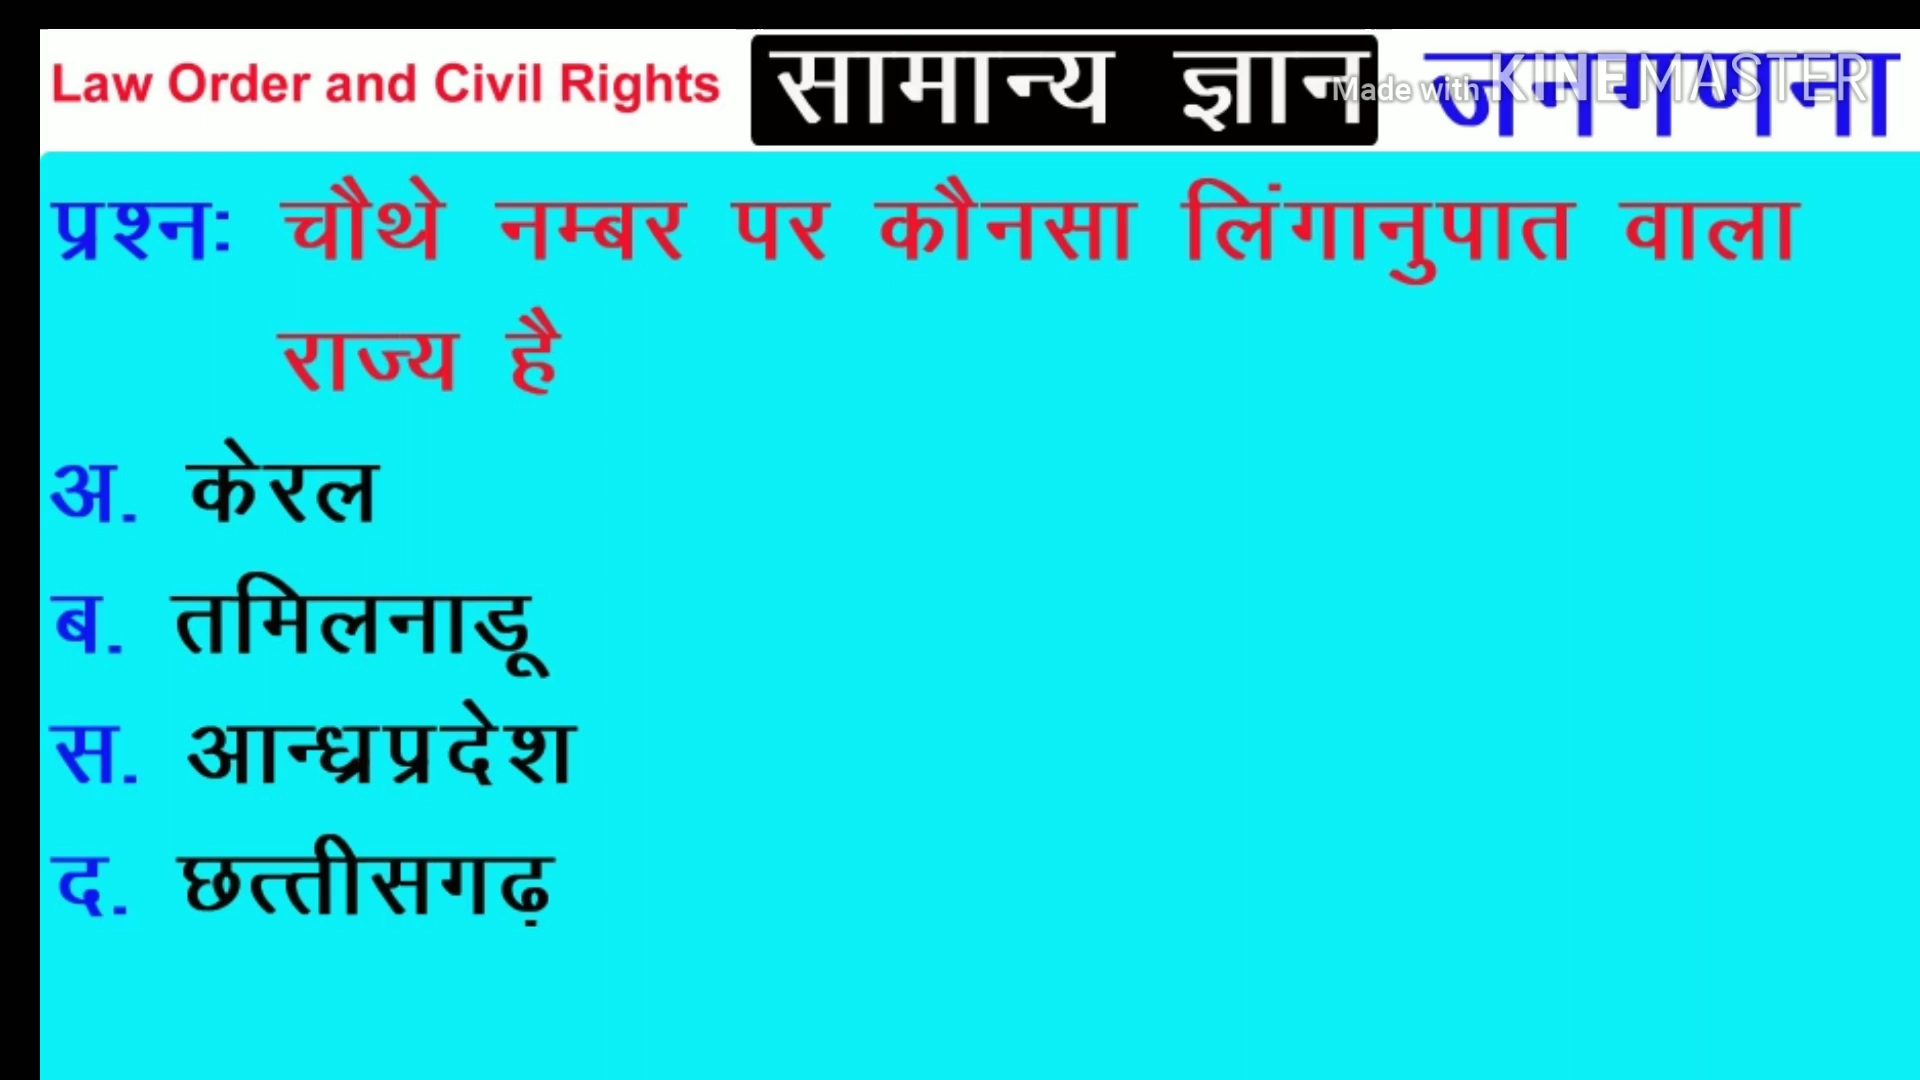 Law Order and Civil Rights सामान्य ज्ञान जनगणना
Made with KINEMASTER
प्रश्न: चौथे नम्बर पर कौनसा लिंगानुपात वाला
राज्य है
अ. केरल
ब. तमिलनाडू
स. आन्ध्रप्रदेश
द. छत्तीसगढ़